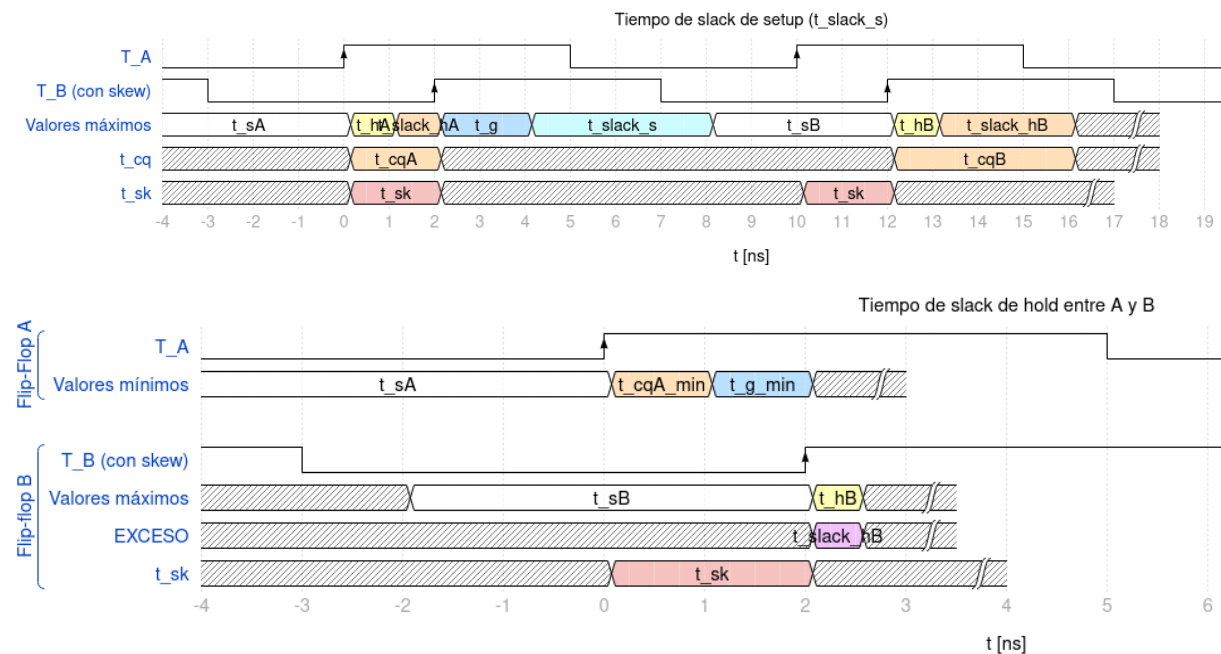 Tiempo de slack de setup (t_slack_s)
T_A
T_B (con skew)
Valores máximos t_sA t_hA t_slack_hA t_g t_slack_s t_sB t_hB t_slack_hB
t_cq t_cqA t_cqB
t_sk t_sk t_sk
-4 -3 -2 -1 0 1 2 3 4 5 6 7 8 9 10 11 12 13 14 15 16 17 18 19
t [ns]
Tiempo de slack de hold entre A y B
Flip-Flop A
T_A
Valores mínimos t_sA t_cqA_min t_g_min
Flip-flop B
T_B (con skew)
Valores máximos t_sB t_hB
EXCESO t_slack_hB
t_sk t_sk
-4 -2 -1 0 1 2 3 4 5 6
t [ns]